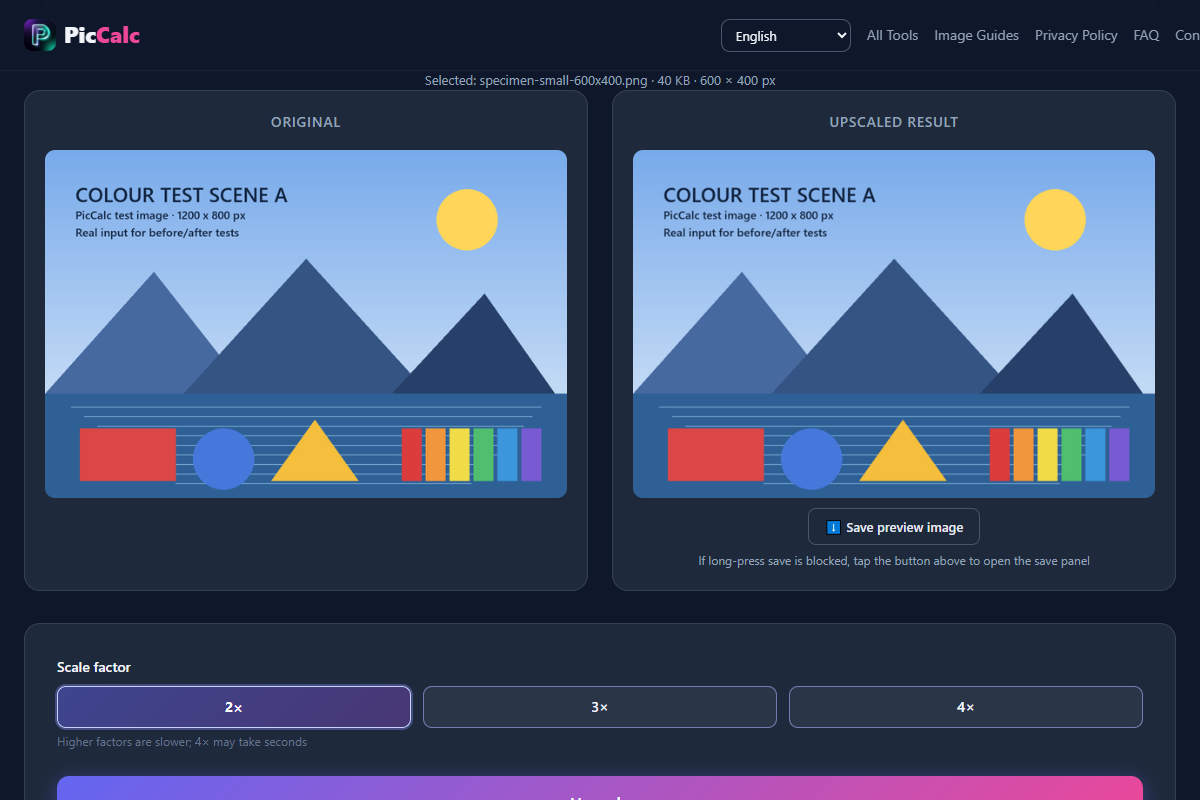 PicCalc
English
All Tools
Image Guides
Privacy Policy
FAQ
Selected: specimen-small-600x400.png · 40 KB · 600 × 400 px
ORIGINAL
COLOUR TEST SCENE A
PicCalc test image · 1200 x 800 px
Real input for before/after tests
UPSCALED RESULT
COLOUR TEST SCENE A
PicCalc test image · 1200 x 800 px
Real input for before/after tests
Save preview image
If long-press save is blocked, tap the button above to open the save panel
Scale factor
2×
3×
4×
Higher factors are slower; 4× may take seconds